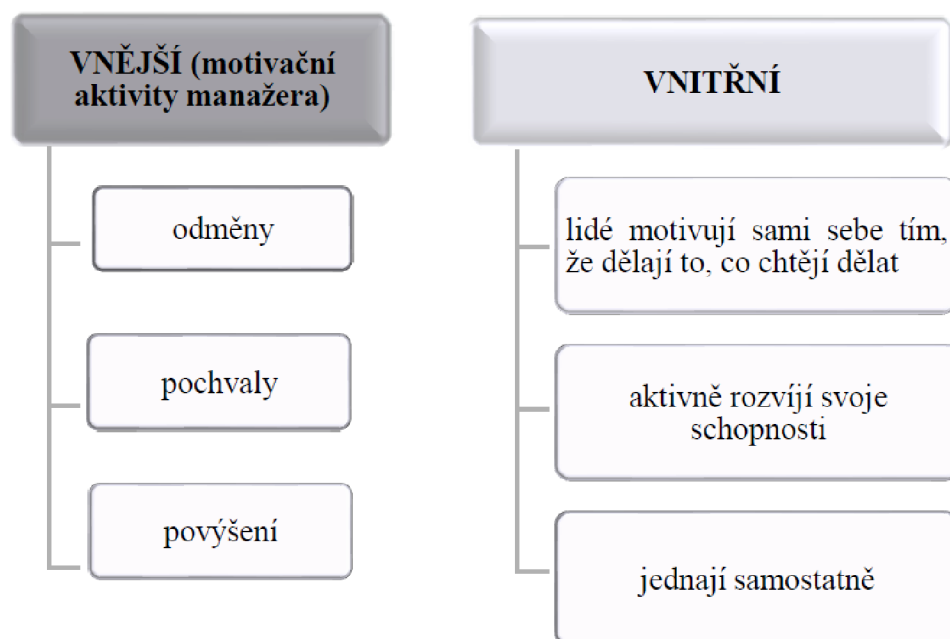 VNĚJŠÍ (motivační
aktivity manažera)
odměny
pochvaly
povýšení
VNITŘNÍ
lidé motivují sami sebe tím,
že dělají to, co chtějí dělat
aktivně rozvíjí svoje
schopnosti
jednají samostatně